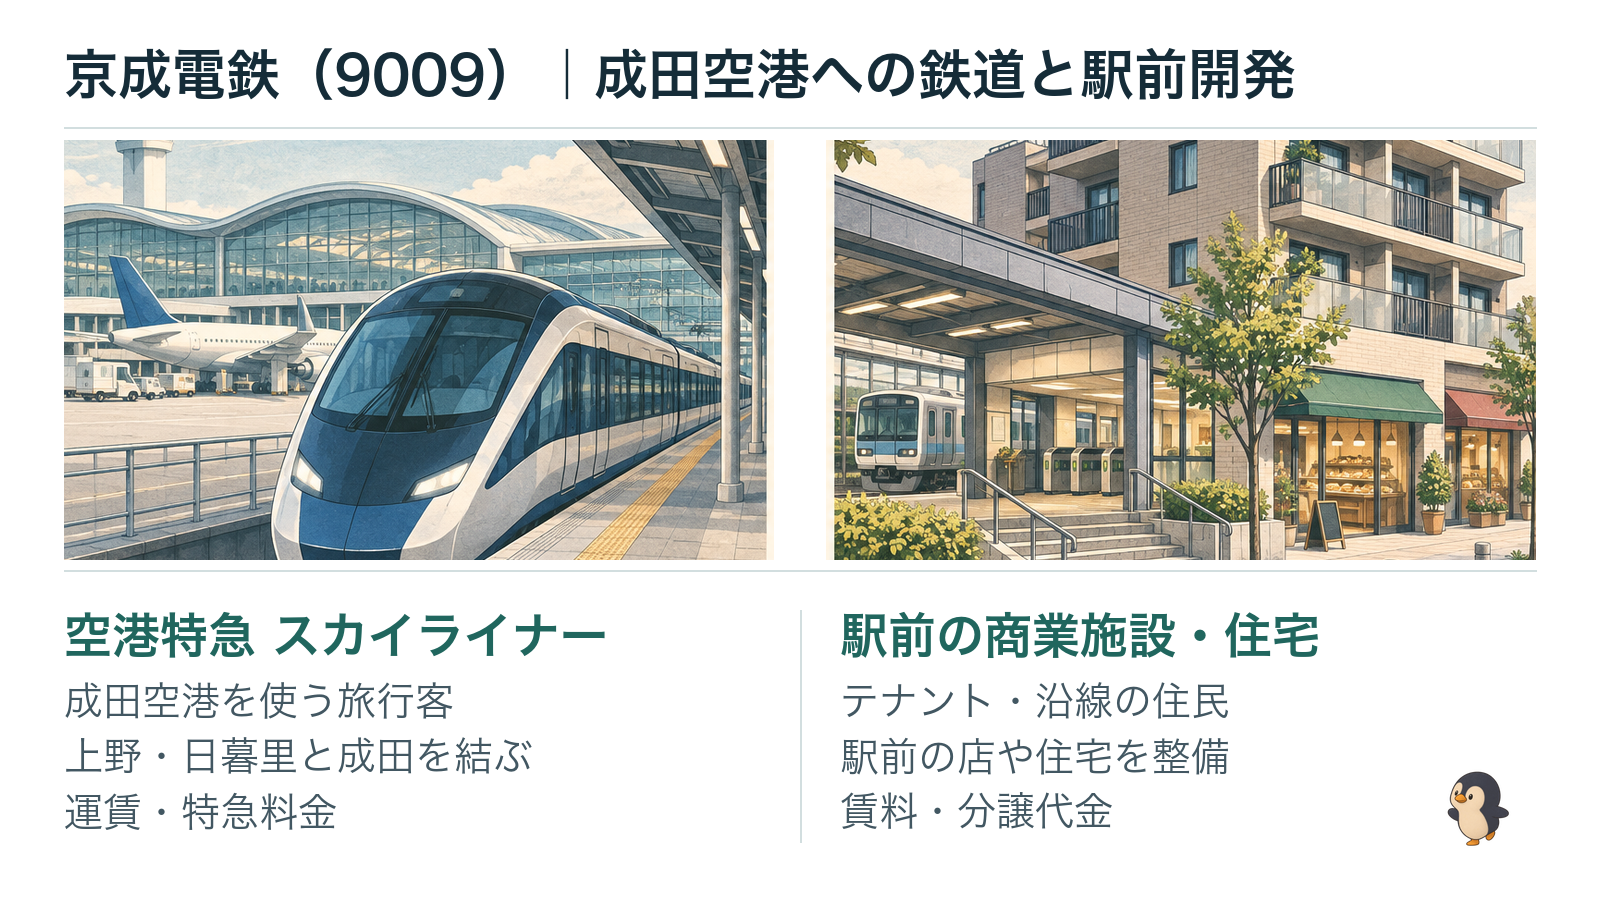 京成電鉄（9009）｜成田空港への鉄道と駅前開発
空港特急 スカイライナー
成田空港を使う旅行客
上野・日暮里と成田を結ぶ
運賃・特急料金
駅前の商業施設・住宅
テナント・沿線の住民
駅前の店や住宅を整備
賃料・分譲代金